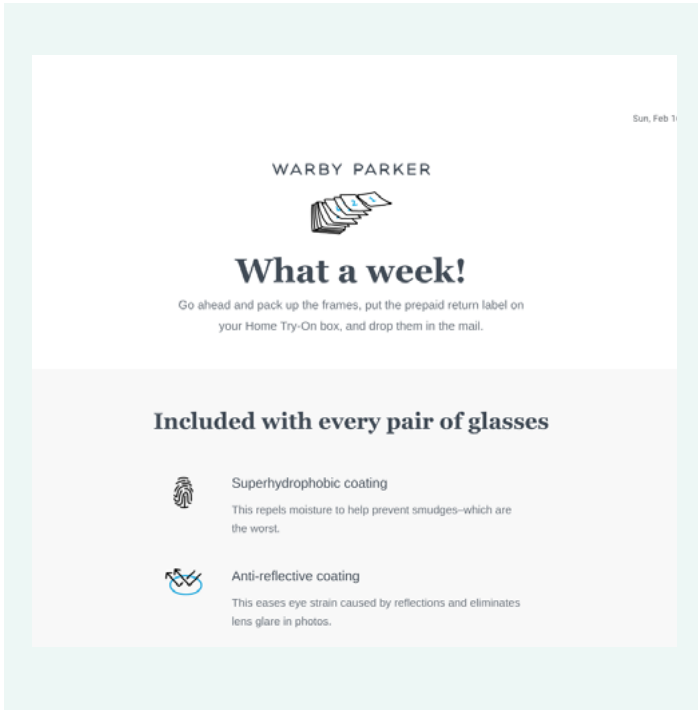 Sun, Feb 1
WARBY PARKER
2 1
What a week!
Go ahead and pack up the frames, put the prepaid return label on
your Home Try-On box, and drop them in the mail.
Included with every pair of glasses
Superhydrophobic coating
This repels moisture to help prevent smudges–which are
the worst.
Anti-reflective coating
This eases eye strain caused by reflections and eliminates
lens glare in photos.